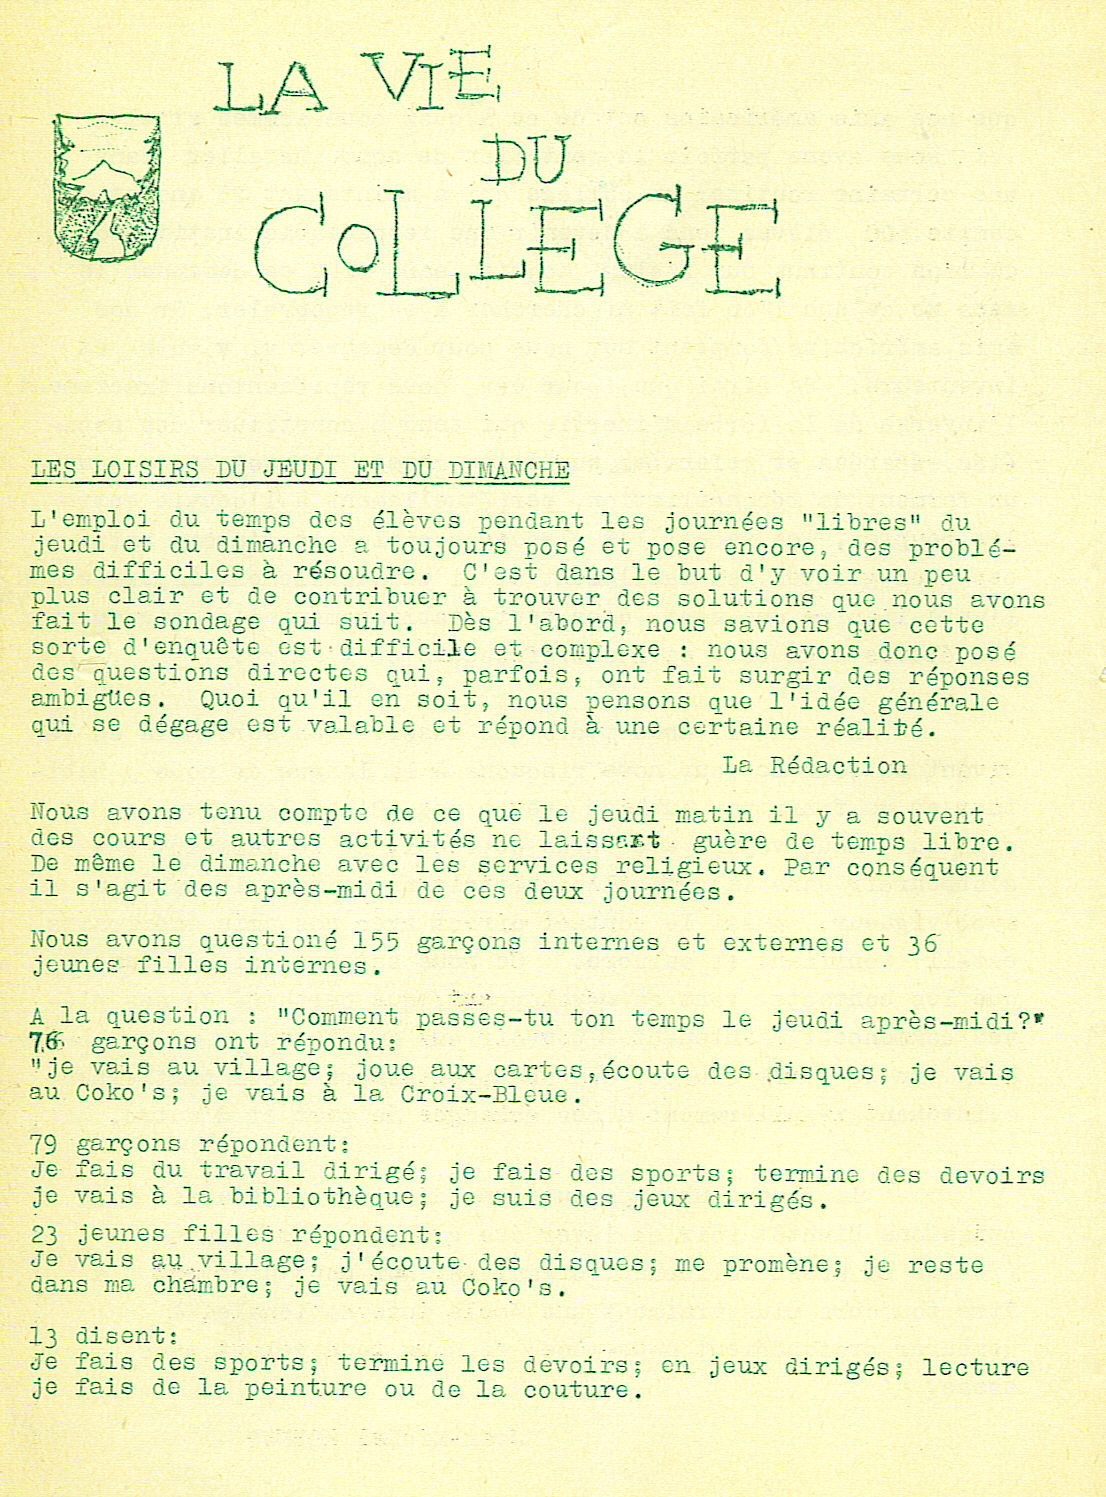 LA VIE
DU
COLLEGE
LES LOISIRS DU JEUDI ET DU DIMANCHE
L'emploi du temps des élèves pendant les journées "libres" du
jeudi et du dimanche a toujours posé et pose encore, des problé-
mes difficiles à résoudre. C'est dans le but d'y voir un peu
plus clair et de contribuer à trouver des solutions que nous avons
fait le sondage qui suit. Dès l'abord, nous savions que cette
sorte d'enquête est difficile et complexe : nous avons donc posé
des questions directes qui, parfois, ont fait surgir des réponses
ambigües. Quoi qu'il en soit, nous pensons que l'idée générale
qui se dégage est valable et répond à une certaine réalité.
La Rédaction
Nous avons tenu compte de ce que le jeudi matin il y a souvent
des cours et autres activités ne laissant guère de temps libre.
De même le dimanche avec les services religieux. Par conséquent
il s'agit des après-midi de ces deux journées.
Nous avons questioné 155 garçons internes et externes et 36
jeunes filles internes.
A la question : "Comment passes-tu ton temps le jeudi après-midi?"
76 garçons ont répondu:
"je vais au village; joue aux cartes,écoute des disques; je vais
au Coko's; je vais à la Croix-Bleue.
79 garçons répondent:
Je fais du travail dirigé; je fais des sports; termine des devoirs
je vais à la bibliothèque; je suis des jeux dirigés.
23 jeunes filles répondent:
Je vais au village; j'écoute des disques; me promène; je reste
dans ma chambre; je vais au Coko's.
13 disent:
Je fais des sports; termine les devoirs; en jeux dirigés; lecture
je fais de la peinture ou de la couture.